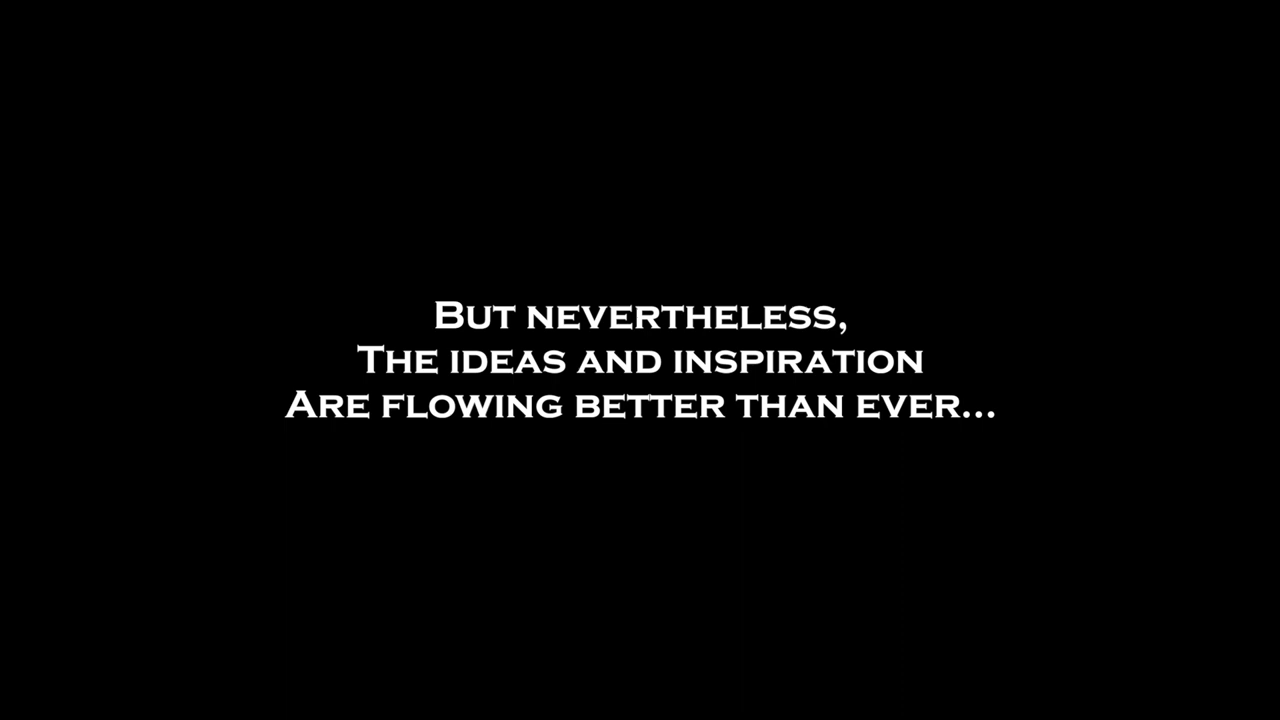 But nevertheless,
The ideas and inspiration
Are flowing better than ever...